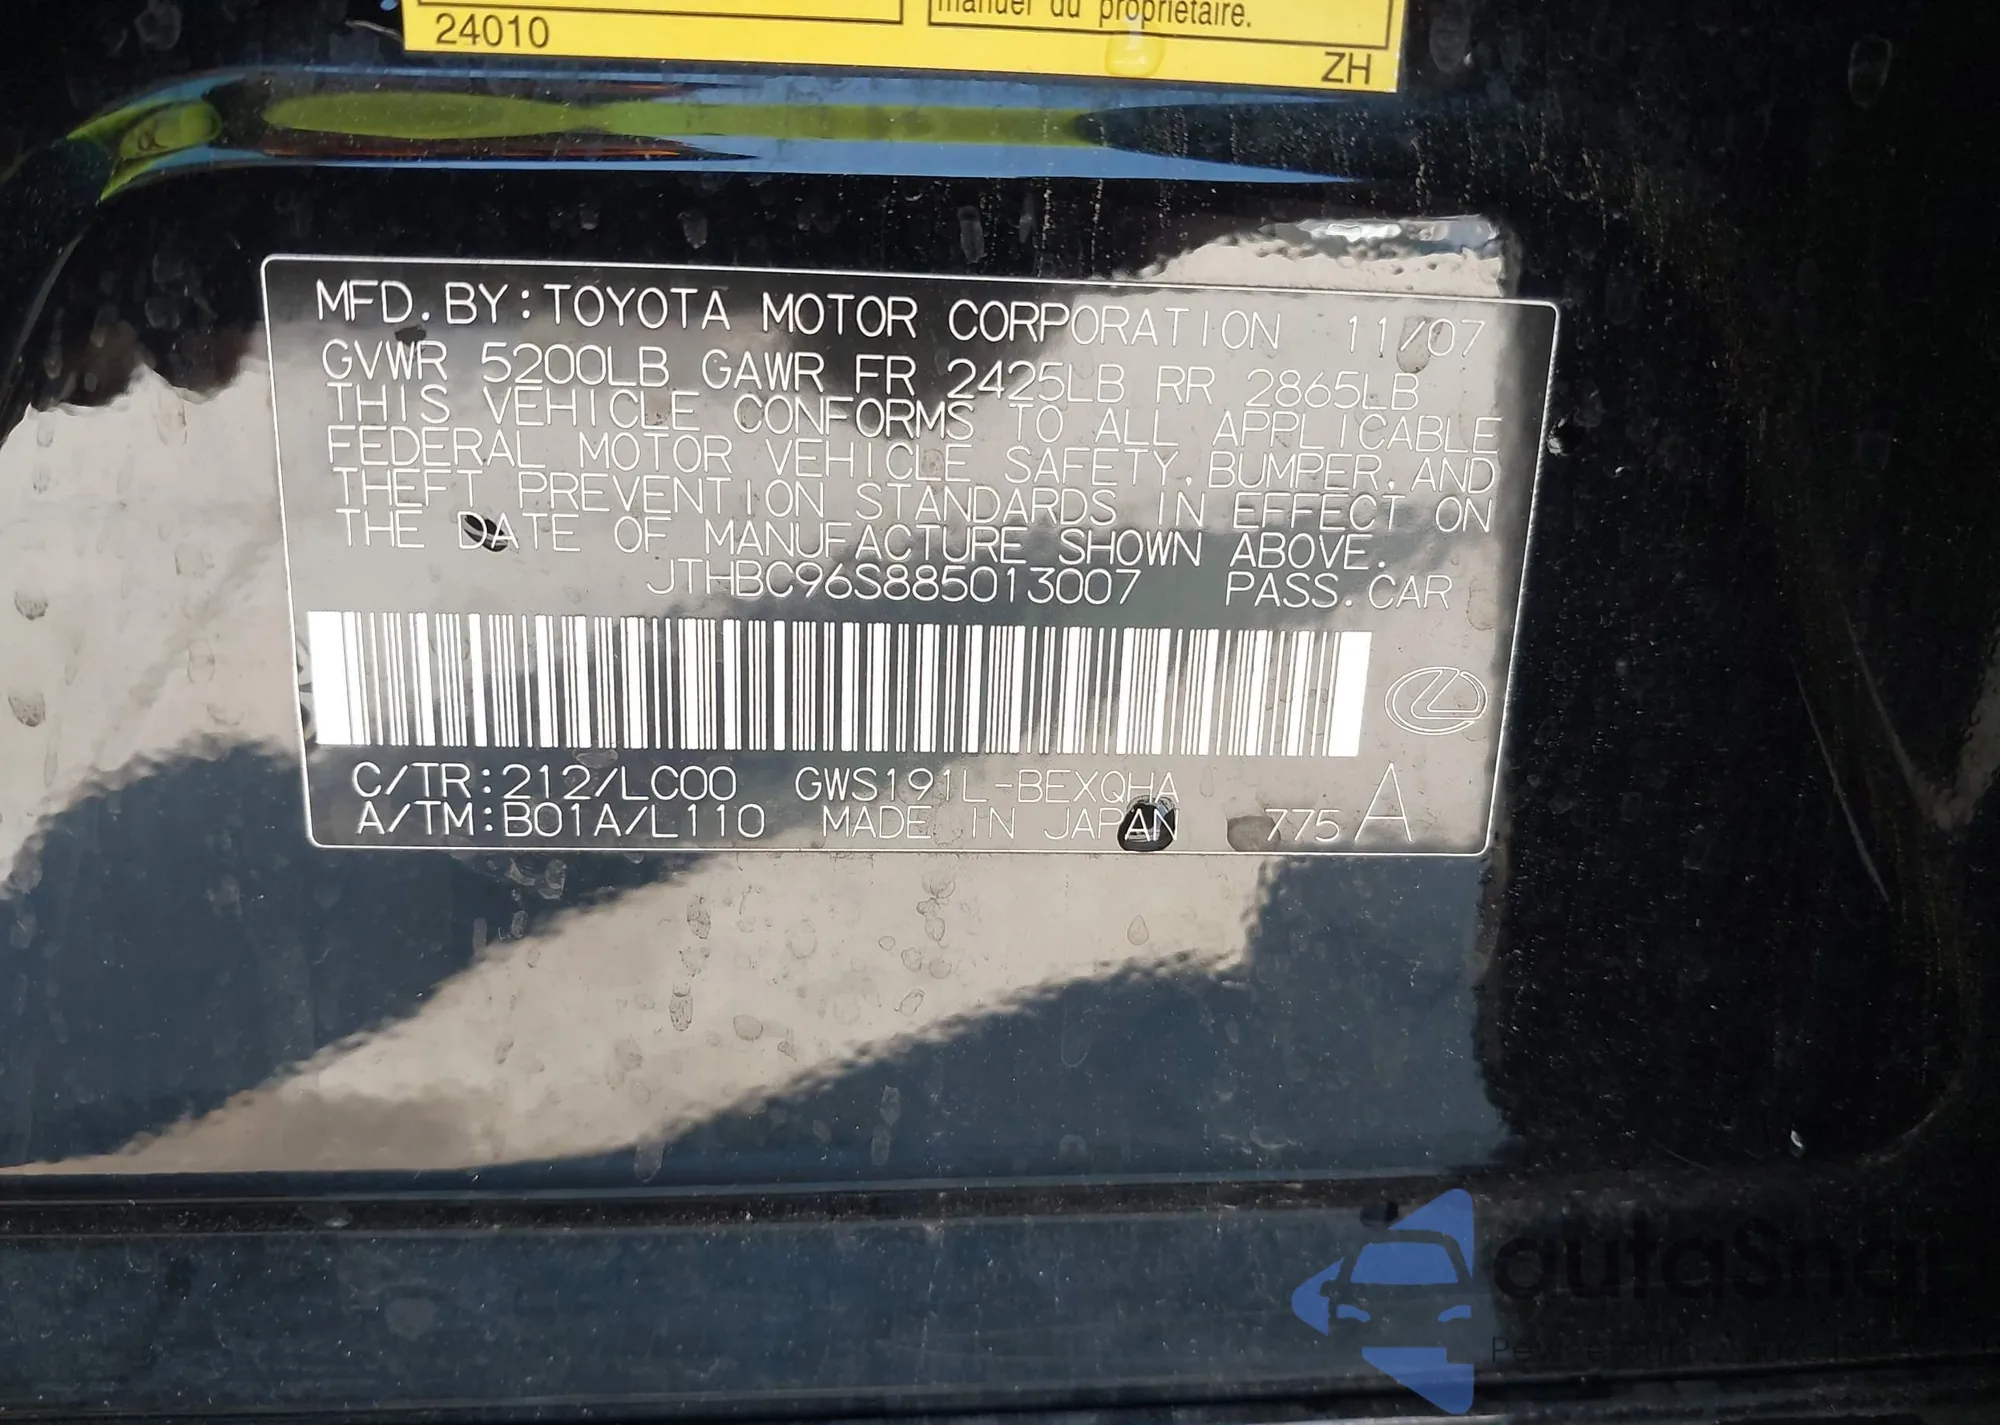 manuel du propriétaire.
24010
ZH
MFD. BY: TOYOTA MOTOR CORPORATION 11/07
GVWR 5200LB GAWR FR 2425LB RR 2865LB
THIS VEHICLE CONFORMS TO ALL APPLICABLE
FEDERAL MOTOR VEHICLE SAFETY, BUMPER, AND
THEFT PREVENTION STANDARDS IN EFFECT ON
THE DATE OF MANUFACTURE SHOWN ABOVE.
JTHBC96S885013007 PASS. CAR
C/TR: 212/LC00 GWS191L-BEXQHA
A/TM: B01A/L110 MADE IN JAPAN 775 A